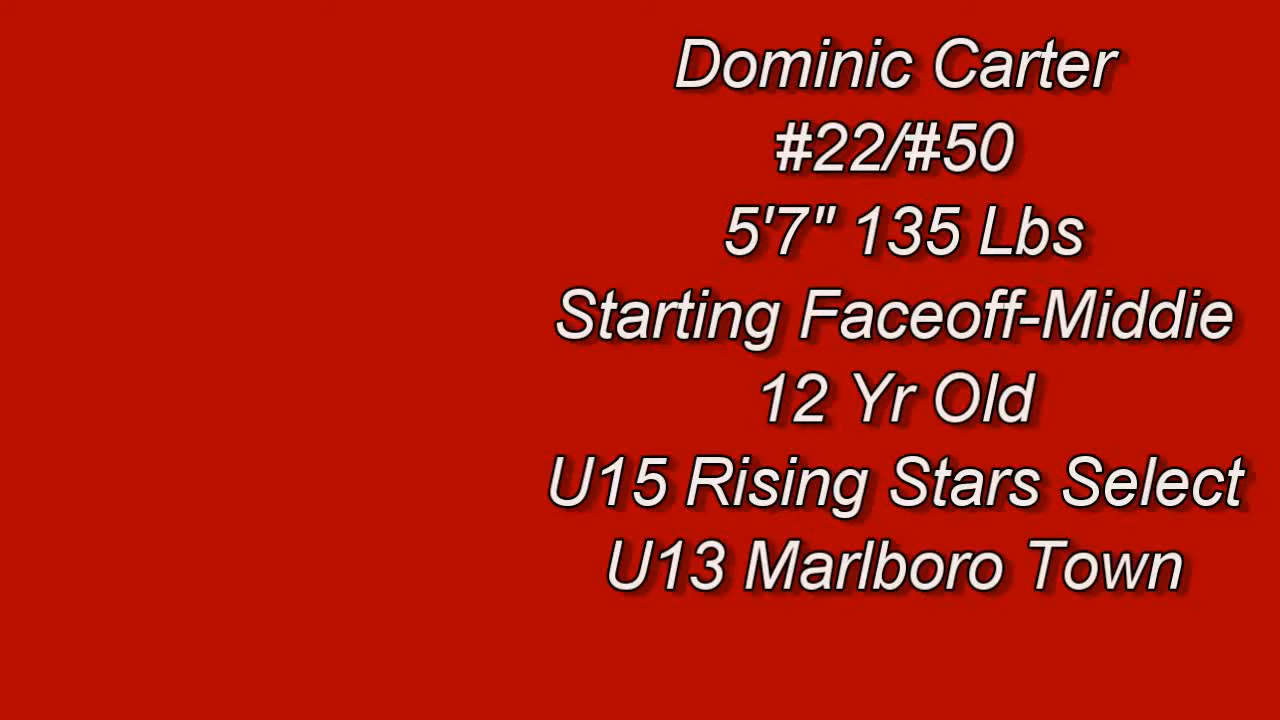 Dominic Carter
#22/#50
5'7" 135 Lbs
Starting Faceoff-Middie
12 Yr Old
U15 Rising Stars Select
U13 Marlboro Town